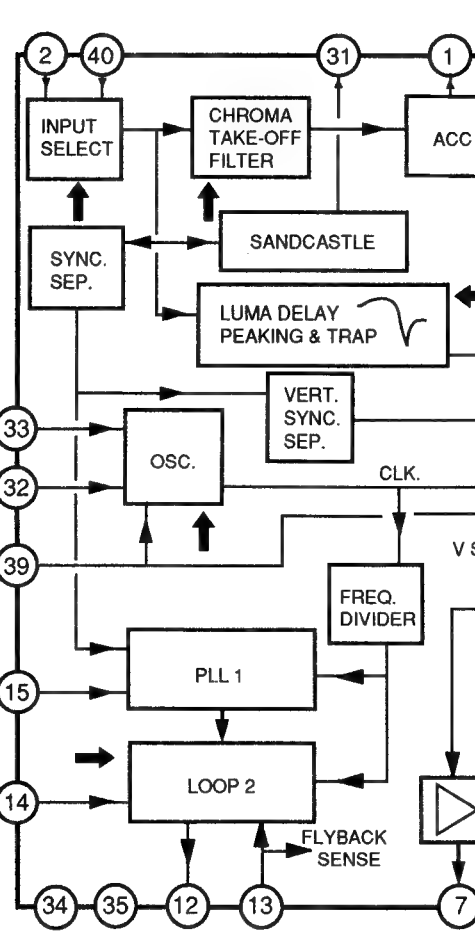 2
40
31
1
INPUT
SELECT
CHROMA
TAKE-OFF
FILTER
ACC
SYNC.
SEP.
SANDCASTLE
LUMA DELAY
PEAKING & TRAP
VERT.
SYNC.
SEP.
33
OSC.
32
CLK.
39
V S
FREQ.
DIVIDER
PLL 1
15
LOOP 2
14
FLYBACK
SENSE
34
35
12
13
7